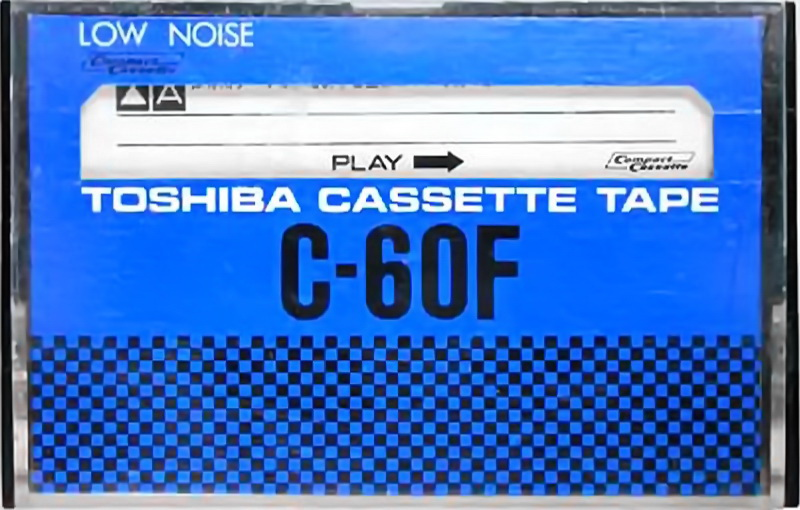 LOW NOISE
Compact
Cassette
A
PLAY
Compact
Cassette
TOSHIBA CASSETTE TAPE
C-60F